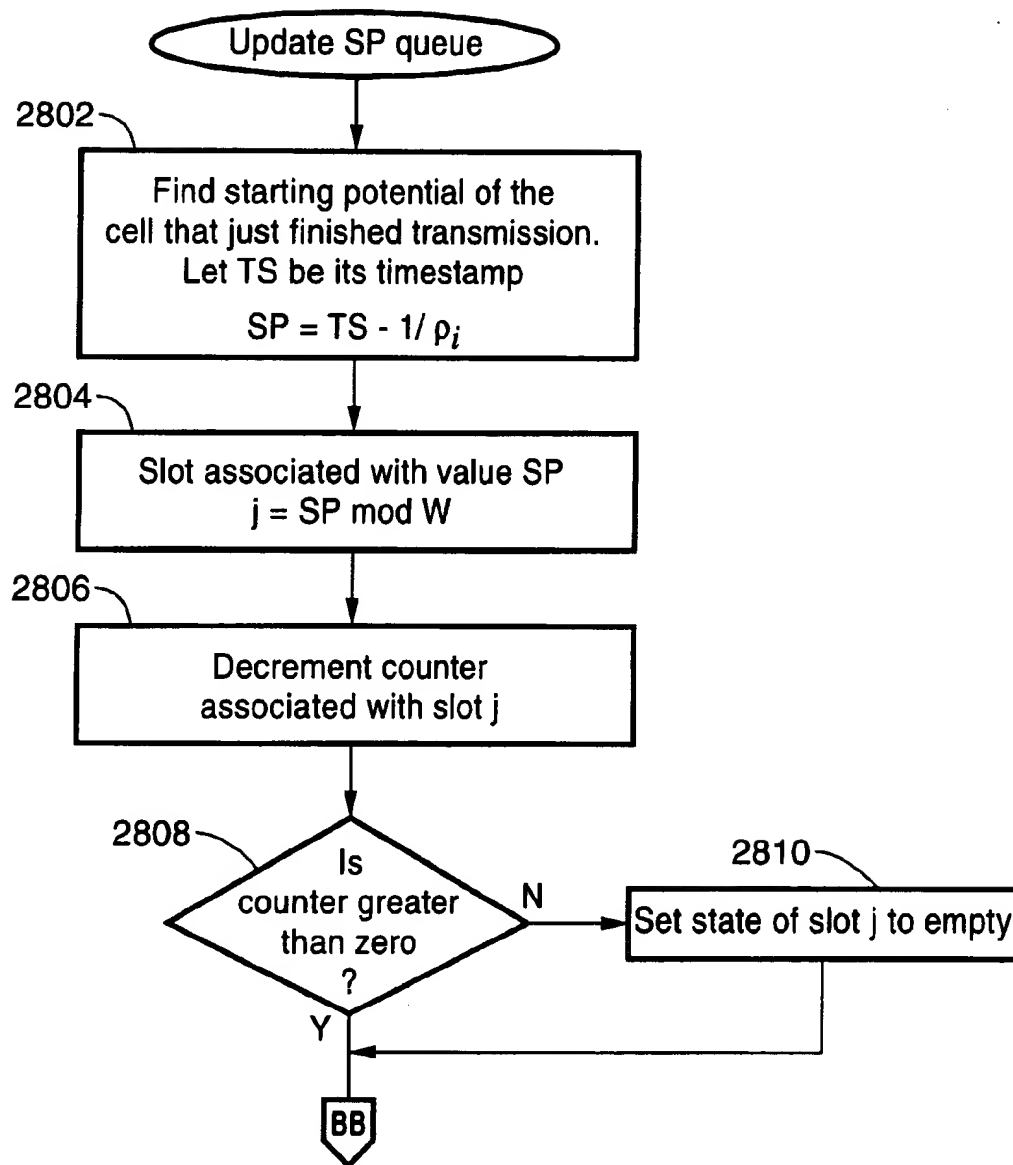 Update SP queue
2802
Find starting potential of the
cell that just finished transmission.
Let TS be its timestamp
SP = TS - 1/ ρi
2804
Slot associated with value SP
j = SP mod W
2806
Decrement counter
associated with slot j
2808
Is
counter greater
than zero
?
N
Y
2810
Set state of slot j to empty
BB